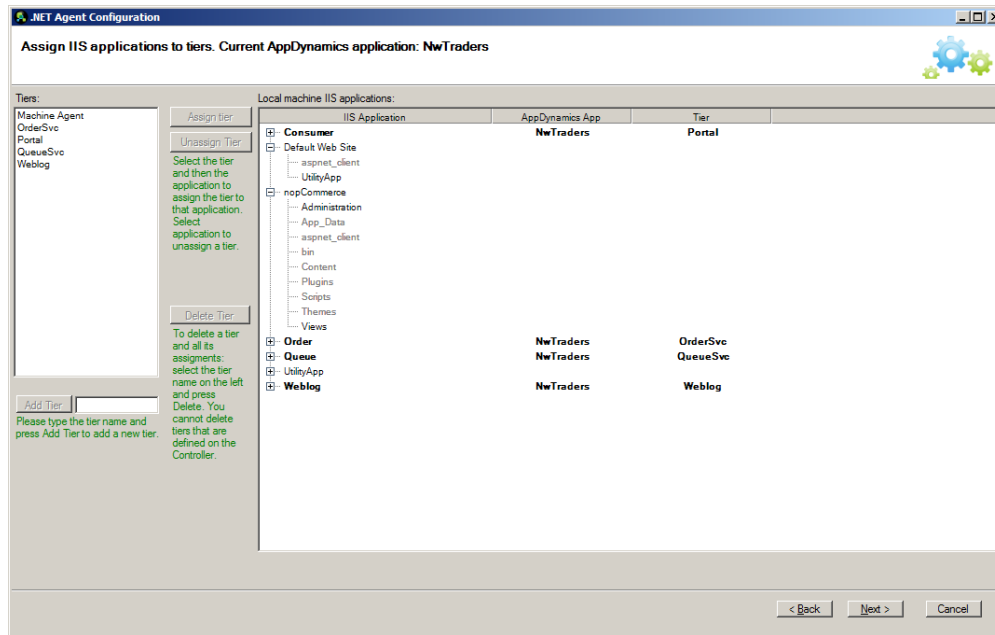 .NET Agent Configuration
Assign IIS applications to tiers. Current AppDynamics application: NwTraders
Tiers:
Machine Agent
OrderSvc
Portal
QueueSvc
Weblog
Add Tier
Please type the tier name and
press Add Tier to add a new tier.
Assign tier
Unassign Tier
Select the tier
and then the
application to
assign the tier to
that application.
Select
application to
unassign a tier.
Delete Tier
To delete a tier
and all its
assigments:
select the tier
name on the left
and press
Delete. You
cannot delete
tiers that are
defined on the
Controller.
Local machine IIS applications:
IIS Application AppDynamics App Tier
Consumer NwTraders Portal
Default Web Site
aspnet_client
UtilityApp
nopCommerce
Administration
App_Data
aspnet_client
bin
Content
Plugins
Scripts
Themes
Views
Order NwTraders OrderSvc
Queue NwTraders QueueSvc
UtilityApp
Weblog NwTraders Weblog
< Back Next > Cancel